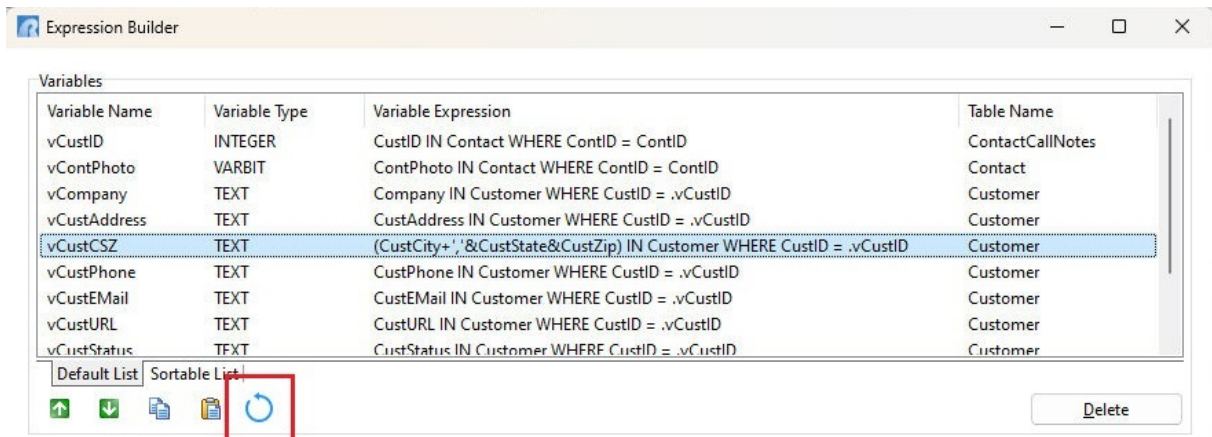 Expression Builder
Variables
Variable Name Variable Type Variable Expression Table Name
vCustID INTEGER CustID IN Contact WHERE ContID = ContID ContactCallNotes
vContPhoto VARBIT ContPhoto IN Contact WHERE ContID = ContID Contact
vCompany TEXT Company IN Customer WHERE CustID = .vCustID Customer
vCustAddress TEXT CustAddress IN Customer WHERE CustID = .vCustID Customer
vCustCSZ TEXT (CustCity+','&CustState&CustZip) IN Customer WHERE CustID = .vCustID Customer
vCustPhone TEXT CustPhone IN Customer WHERE CustID = .vCustID Customer
vCustEMail TEXT CustEMail IN Customer WHERE CustID = .vCustID Customer
vCustURL TEXT CustURL IN Customer WHERE CustID = .vCustID Customer
vCustStatus TEXT CustStatus IN Customer WHERE CustID = .vCustID Customer
Default List Sortable List
Delete